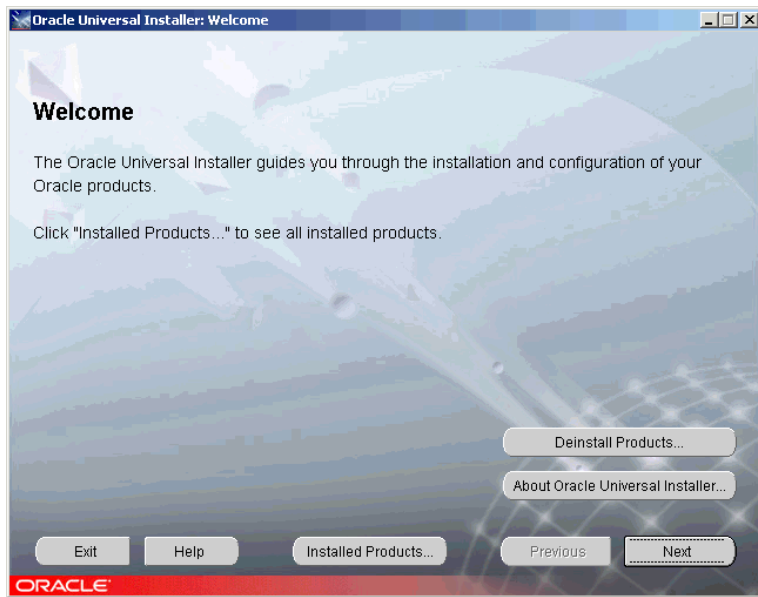 Oracle Universal Installer: Welcome
Welcome
The Oracle Universal Installer guides you through the installation and configuration of your
Oracle products.
Click "Installed Products..." to see all installed products.
Deinstall Products...
About Oracle Universal Installer...
Exit Help Installed Products... Previous Next
ORACLE